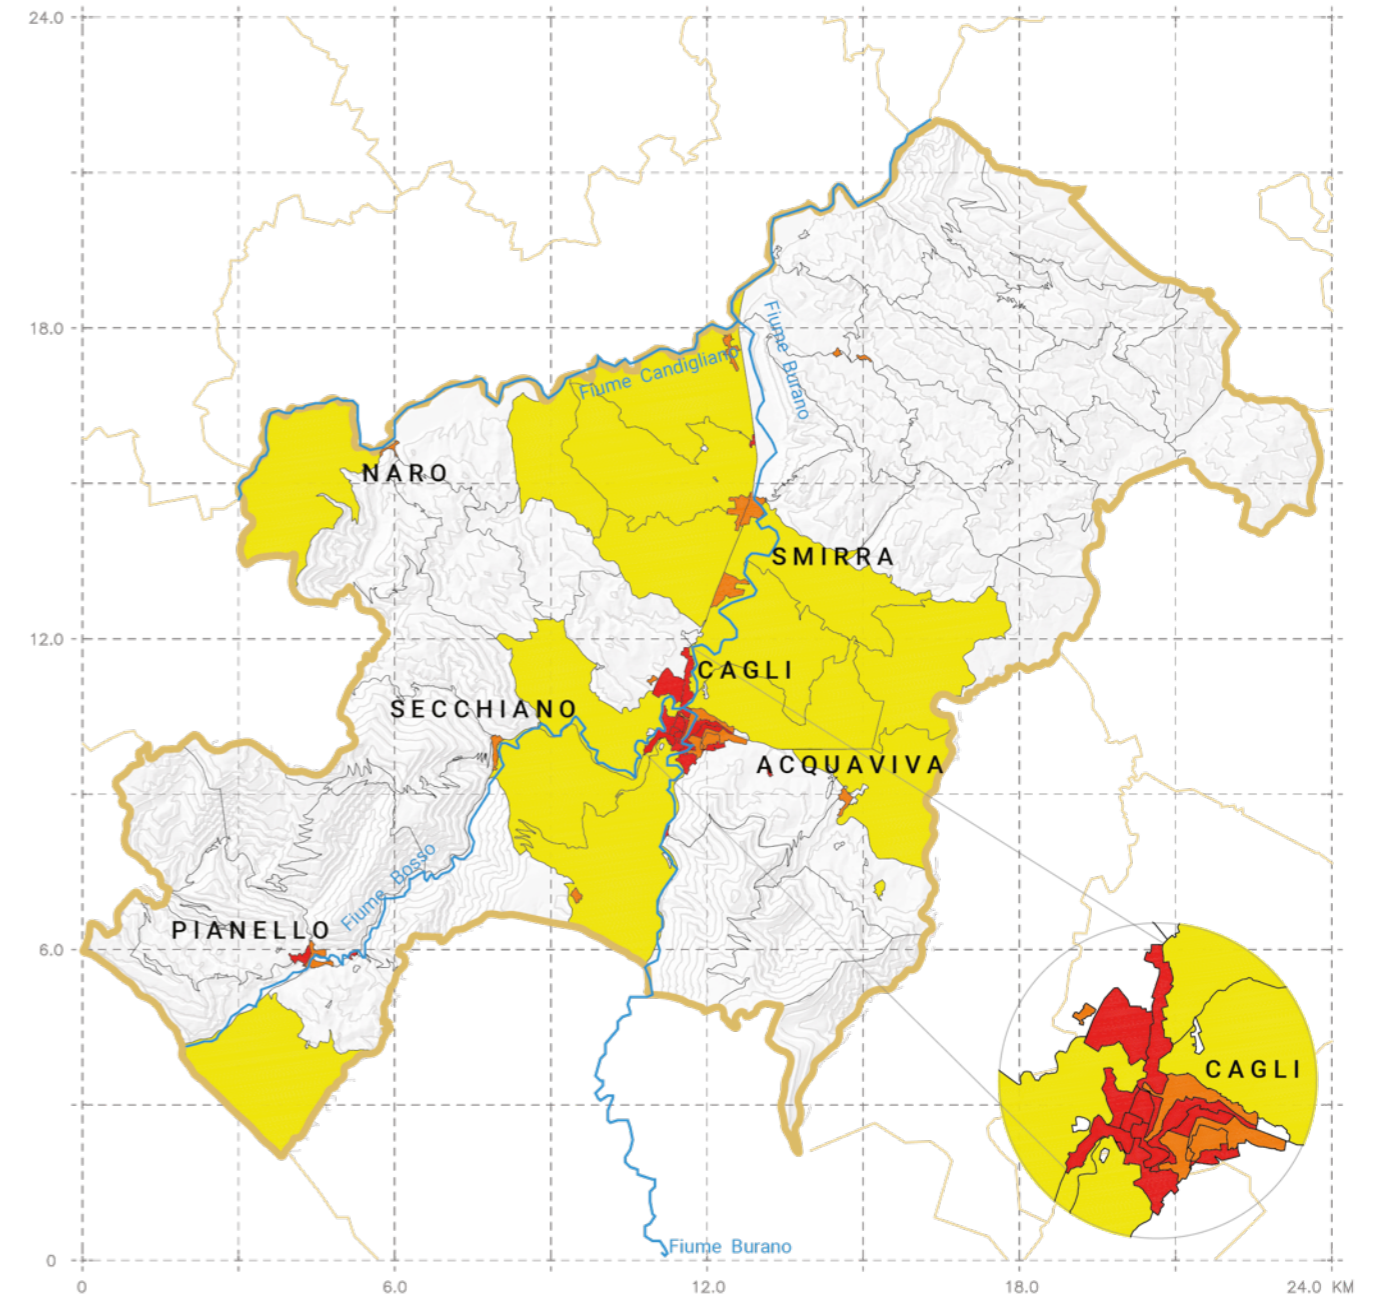 24.0
18.0
Fiume Burano
Fiume Candigliano
NARO
SMIRRA
12.0
CAGLI
SECCHIANO
ACQUAVIVA
Fiume Bosso
PIANELLO
6.0
CAGLI
Fiume Burano
0
0 6.0 12.0 18.0 24.0 KM